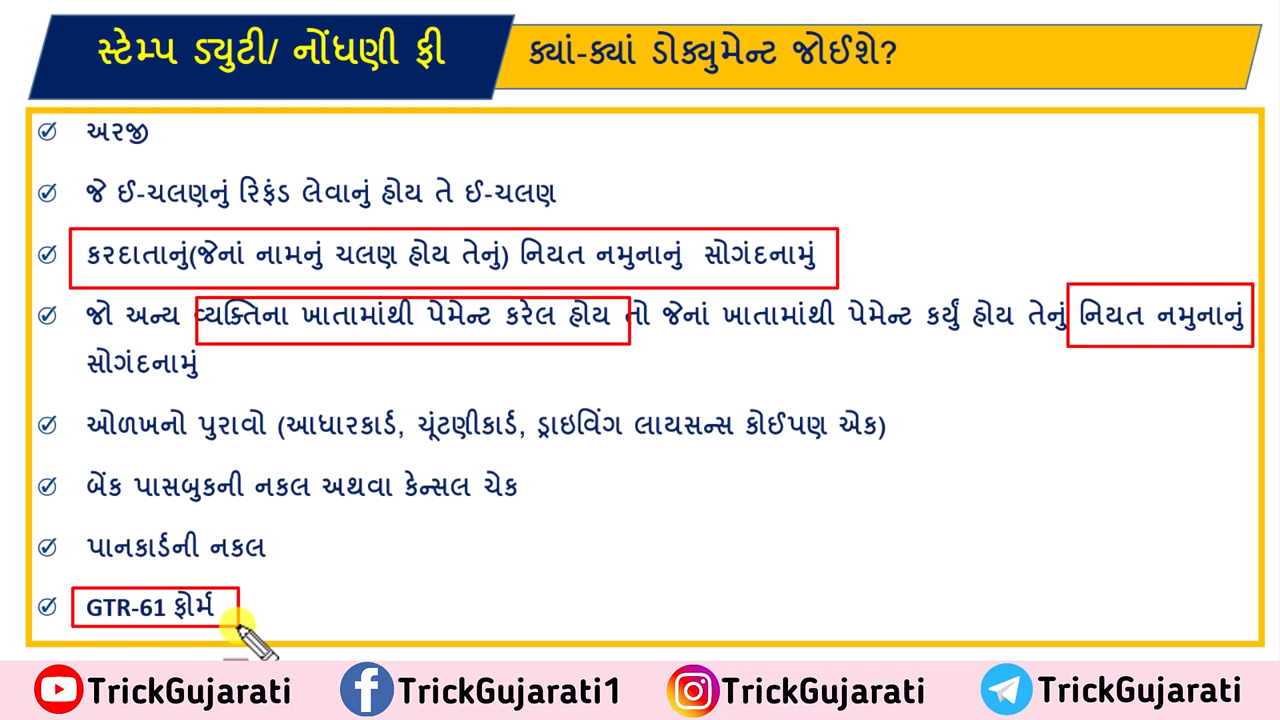 સ્ટેમ્પ ડ્યુટી/ નોંધણી ફી
ક્યાં-ક્યાં ડોક્યુમેન્ટ જોઈશે?
અરજી
જે ઈ-ચલણનું રિફંડ લેવાનું હોય તે ઈ-ચલણ
કરદાતાનું(જેનાં નામનું ચલણ હોય તેનું) નિયત નમુનાનું સોગંદનામું
જો અન્ય વ્યક્તિના ખાતામાંથી પેમેન્ટ કરેલ હોય તો જેનાં ખાતામાંથી પેમેન્ટ કર્યું હોય તેનું નિયત નમુનાનું
સોગંદનામું
ઓળખનો પુરાવો (આધારકાર્ડ, ચૂંટણીકાર્ડ, ડ્રાઇવિંગ લાયસન્સ કોઈપણ એક)
બેંક પાસબુકની નકલ અથવા કેન્સલ ચેક
પાનકાર્ડની નકલ
GTR-61 ફોર્મ
TrickGujarati TrickGujarati1 TrickGujarati TrickGujarati